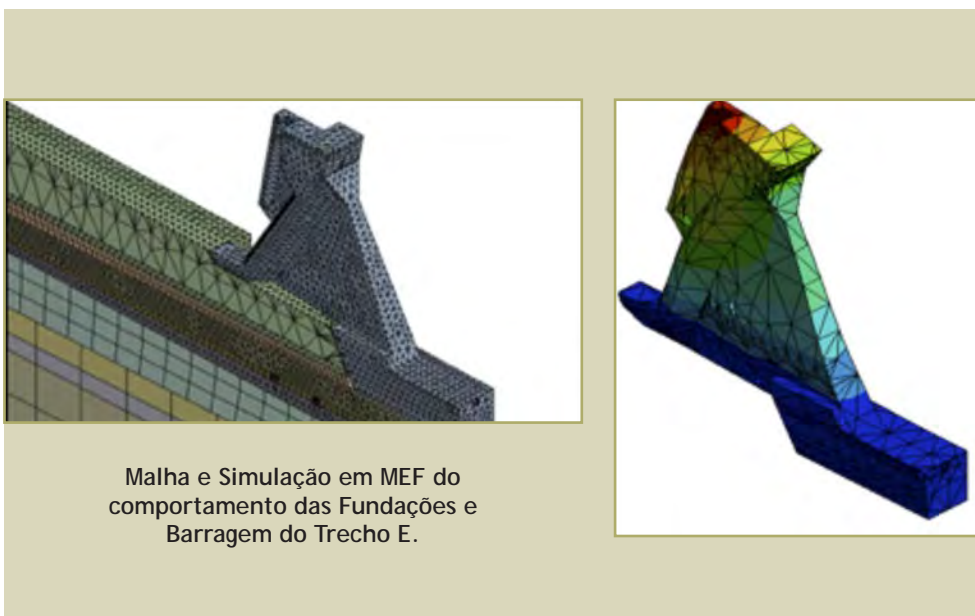 Malha e Simulação em MEF do
comportamento das Fundações e
Barragem do Trecho E.